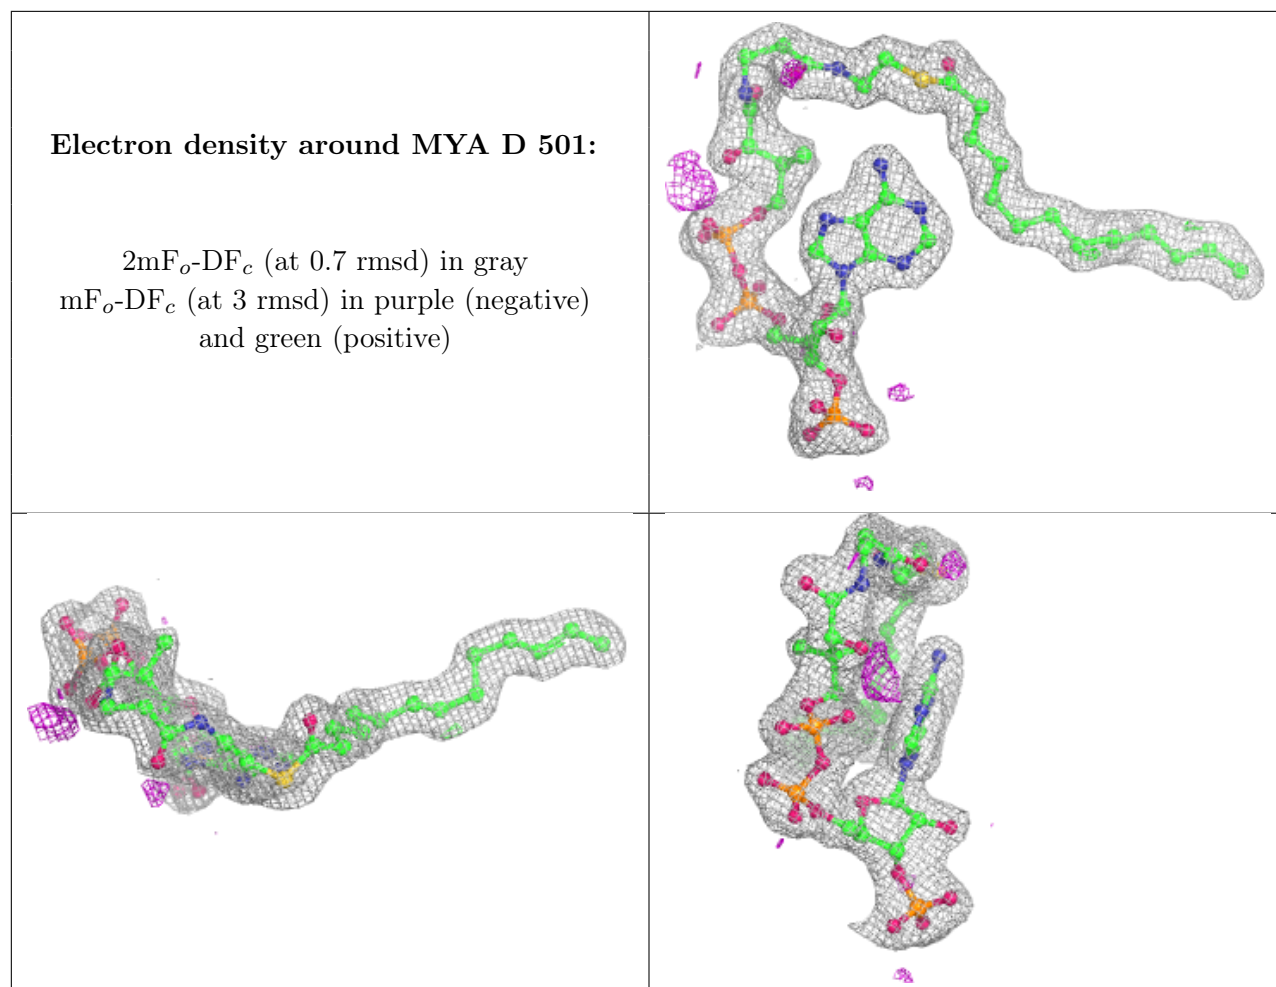 Electron density around MYA D 501:
2mFo-DFc (at 0.7 rmsd) in gray
mFo-DFc (at 3 rmsd) in purple (negative)
and green (positive)